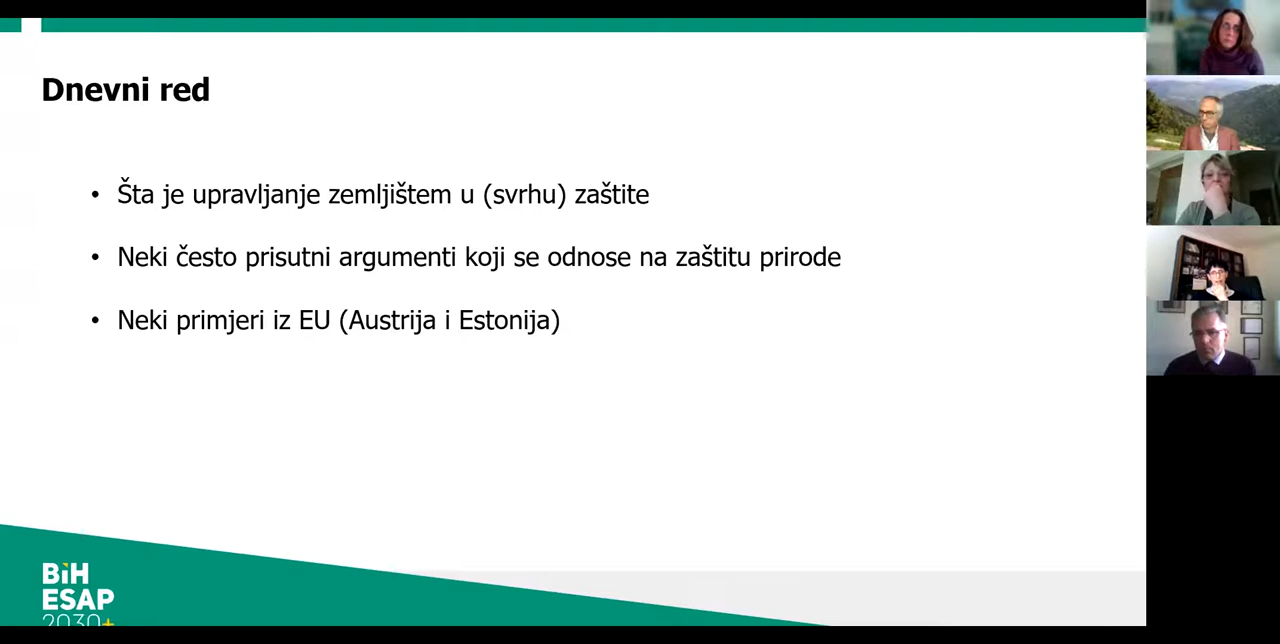 Dnevni red
• Šta je upravljanje zemljištem u (svrhu) zaštite
• Neki često prisutni argumenti koji se odnose na zaštitu prirode
• Neki primjeri iz EU (Austrija i Estonija)
BiH
ESAP
2030+